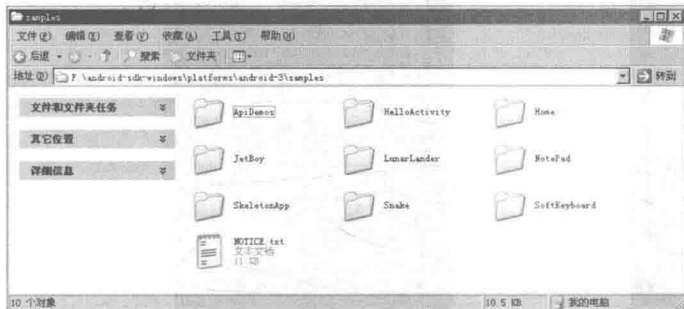 samples
文件(F) 编辑(E) 查看(V) 收藏(A) 工具(T) 帮助(H)
后退 搜索 文件夹
地址(D) F:\android-sdk-windows\platforms\android-3\samples 转到
文件和文件夹任务
其它位置
详细信息
ApiDemos HelloActivity Home
JetBoy LunarLander NotePad
SkeletonApp Snake SoftKeyboard
NOTICE.txt
文本文档
11 KB
10 个对象 10.5 KB 我的电脑